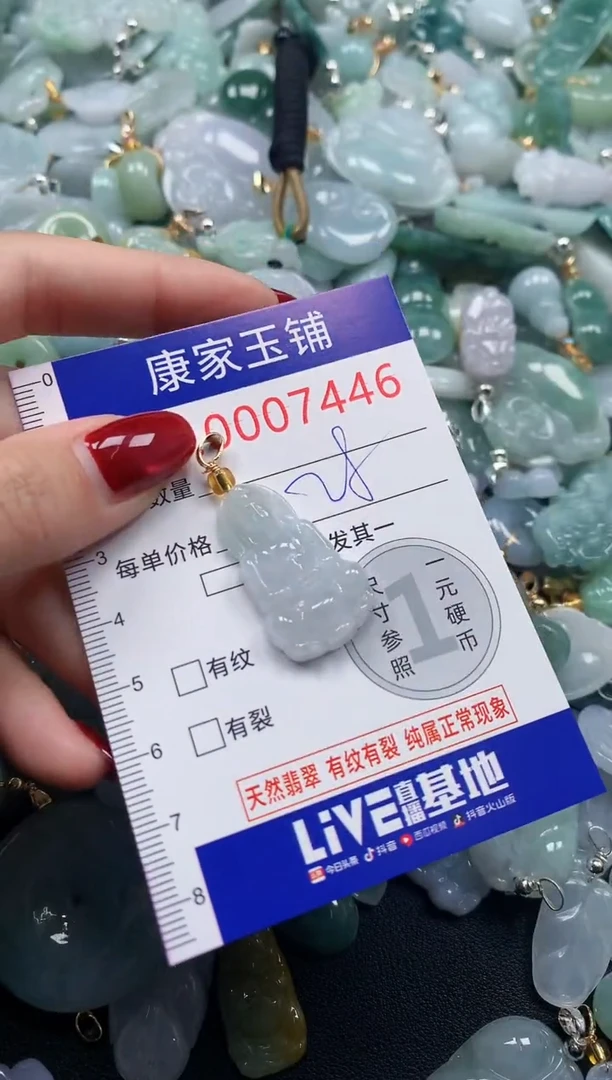 康家玉铺
0007446
数量
每单价格 发其一
尺寸参照
1
一元硬币
有纹
有裂
天然翡翠 有纹有裂 纯属正常现象
LiVE直播基地
今日头条 抖音 西瓜视频 抖音火山版
0
3
4
5
6
7
8